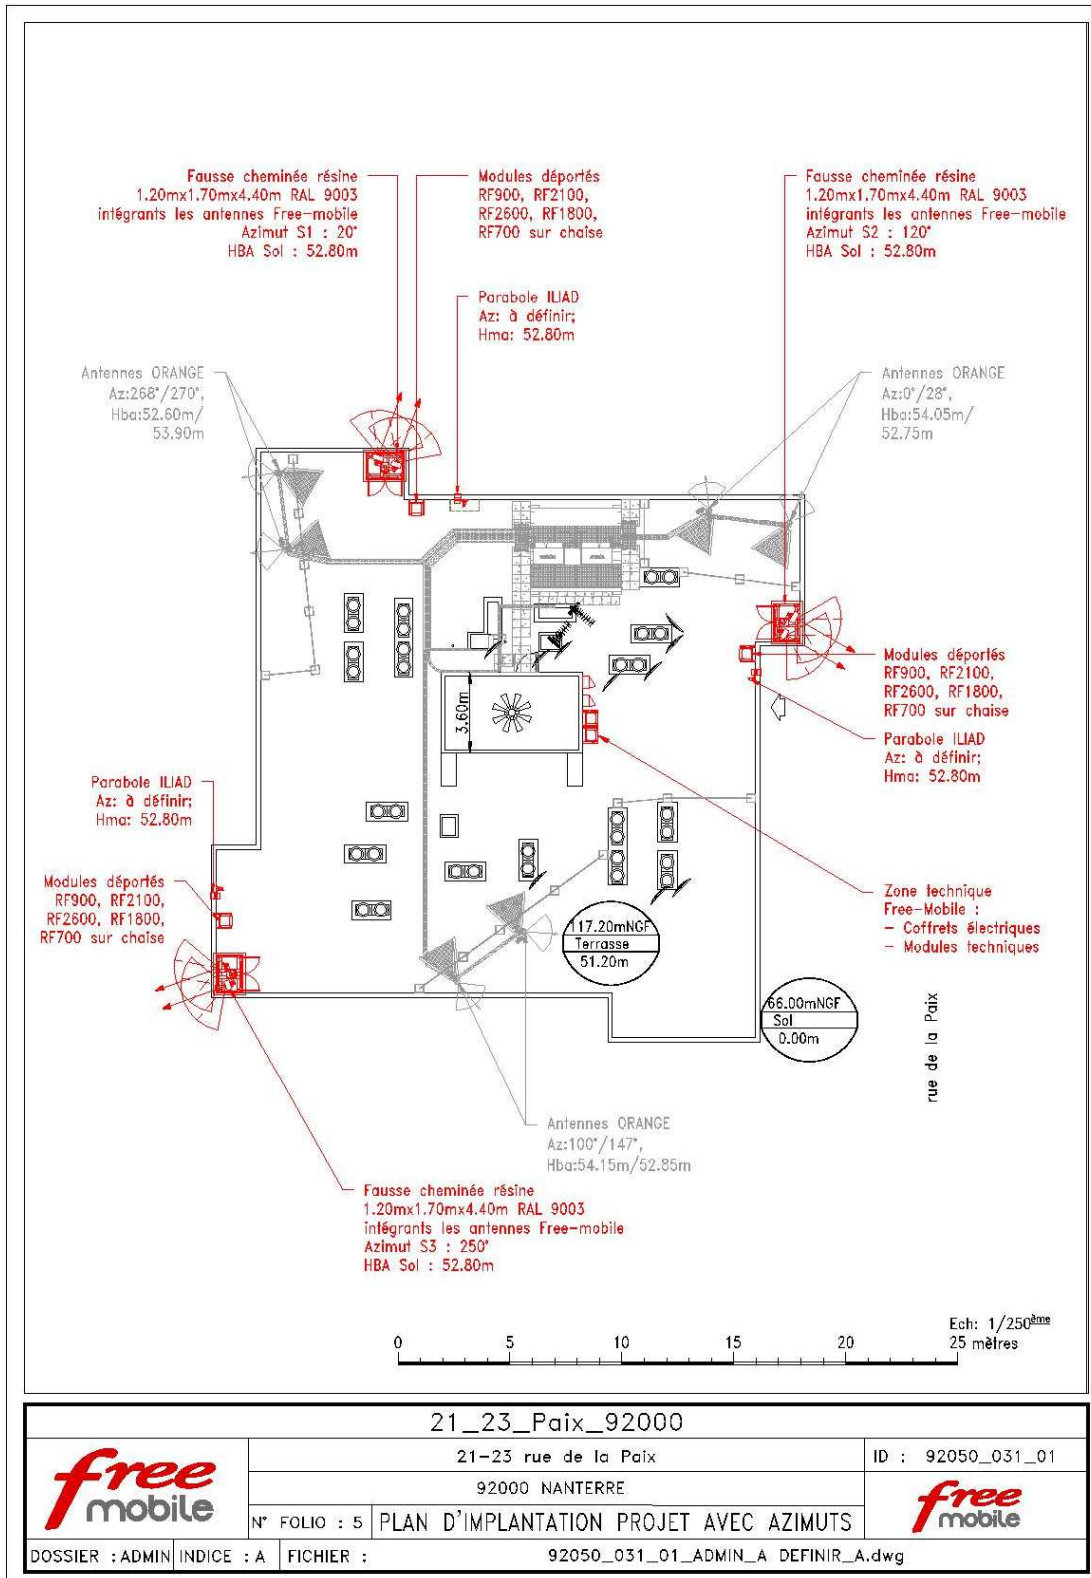 Fausse cheminée résine
1.20mx1.70mx4.40m RAL 9003
intégrants les antennes Free-mobile
Azimut S1 : 20°
HBA Sol : 52.80m
Modules déportés
RF900, RF2100,
RF2600, RF1800,
RF700 sur chaise
Fausse cheminée résine
1.20mx1.70mx4.40m RAL 9003
intégrants les antennes Free-mobile
Azimut S2 : 120°
HBA Sol : 52.80m
Parabole ILIAD
Az: à définir;
Hma: 52.80m
Antennes ORANGE
Az:268°/270°,
Hba:52.60m/
53.90m
Antennes ORANGE
Az:0°/28°,
Hba:54.05m/
52.75m
Modules déportés
RF900, RF2100,
RF2600, RF1800,
RF700 sur chaise
3.60m
Parabole ILIAD
Az: à définir;
Hma: 52.80m
Parabole ILIAD
Az: à définir;
Hma: 52.80m
Modules déportés
RF900, RF2100,
RF2600, RF1800,
RF700 sur chaise
Zone technique
Free-Mobile :
- Coffrets électriques
- Modules techniques
117.20mNGF
Terrasse
51.20m
66.00mNGF
Sol
0.00m
rue de la Paix
Antennes ORANGE
Az:100°/147°,
Hba:54.15m/52.85m
Fausse cheminée résine
1.20mx1.70mx4.40m RAL 9003
intégrants les antennes Free-mobile
Azimut S3 : 250°
HBA Sol : 52.80m
Ech: 1/250ème
0 5 10 15 20 25 mètres
21_23_Paix_92000
free mobile
21-23 rue de la Paix
ID : 92050_031_01
92000 NANTERRE
free mobile
N° FOLIO : 5 PLAN D'IMPLANTATION PROJET AVEC AZIMUTS
DOSSIER : ADMIN INDICE : A FICHIER : 92050_031_01_ADMIN_A DEFINIR_A.dwg